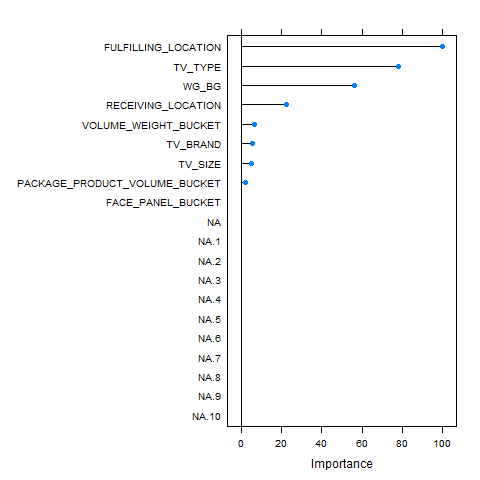 FULFILLING_LOCATION
TV_TYPE
WG_BG
RECEIVING_LOCATION
VOLUME_WEIGHT_BUCKET
TV_BRAND
TV_SIZE
PACKAGE_PRODUCT_VOLUME_BUCKET
FACE_PANEL_BUCKET
NA
NA.1
NA.2
NA.3
NA.4
NA.5
NA.6
NA.7
NA.8
NA.9
NA.10
0 20 40 60 80 100
Importance